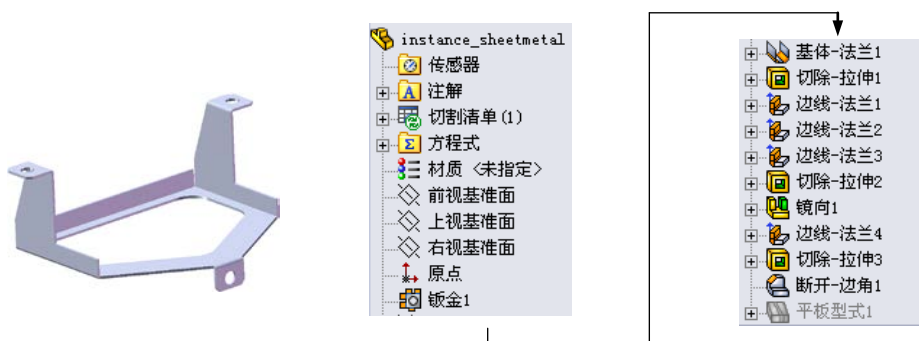 instance_sheetmetal
传感器
注解
切割清单(1)
方程式
材质 <未指定>
前视基准面
上视基准面
右视基准面
原点
钣金1
基体-法兰1
切除-拉伸1
边线-法兰1
边线-法兰2
边线-法兰3
切除-拉伸2
镜向1
边线-法兰4
切除-拉伸3
断开-边角1
平板型式1